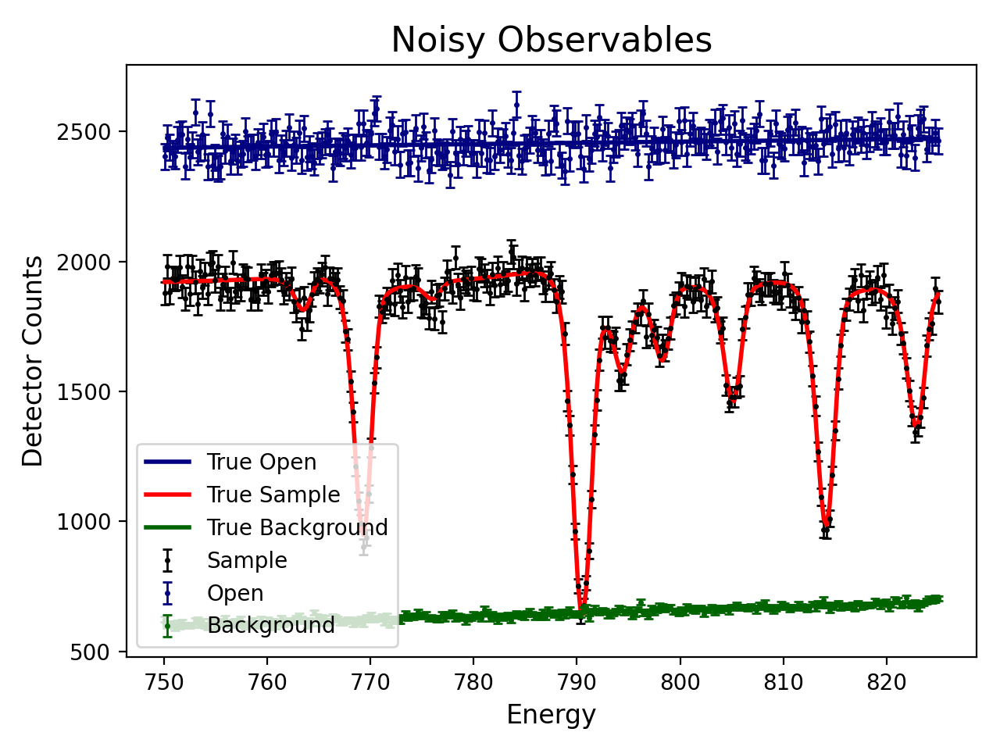 Noisy Observables
Detector Counts
2500
2000
1500
1000
500
True Open
True Sample
True Background
Sample
Open
Background
750 760 770 780 790 800 810 820
Energy